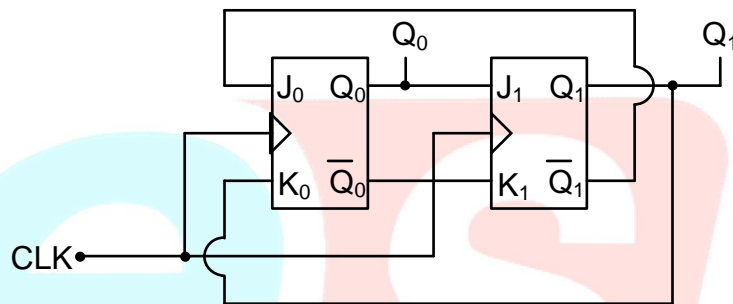 Q₀ Q₁
J₀ Q₀ J₁ Q₁
K₀ Q̅₀ K₁ Q̅₁
CLK